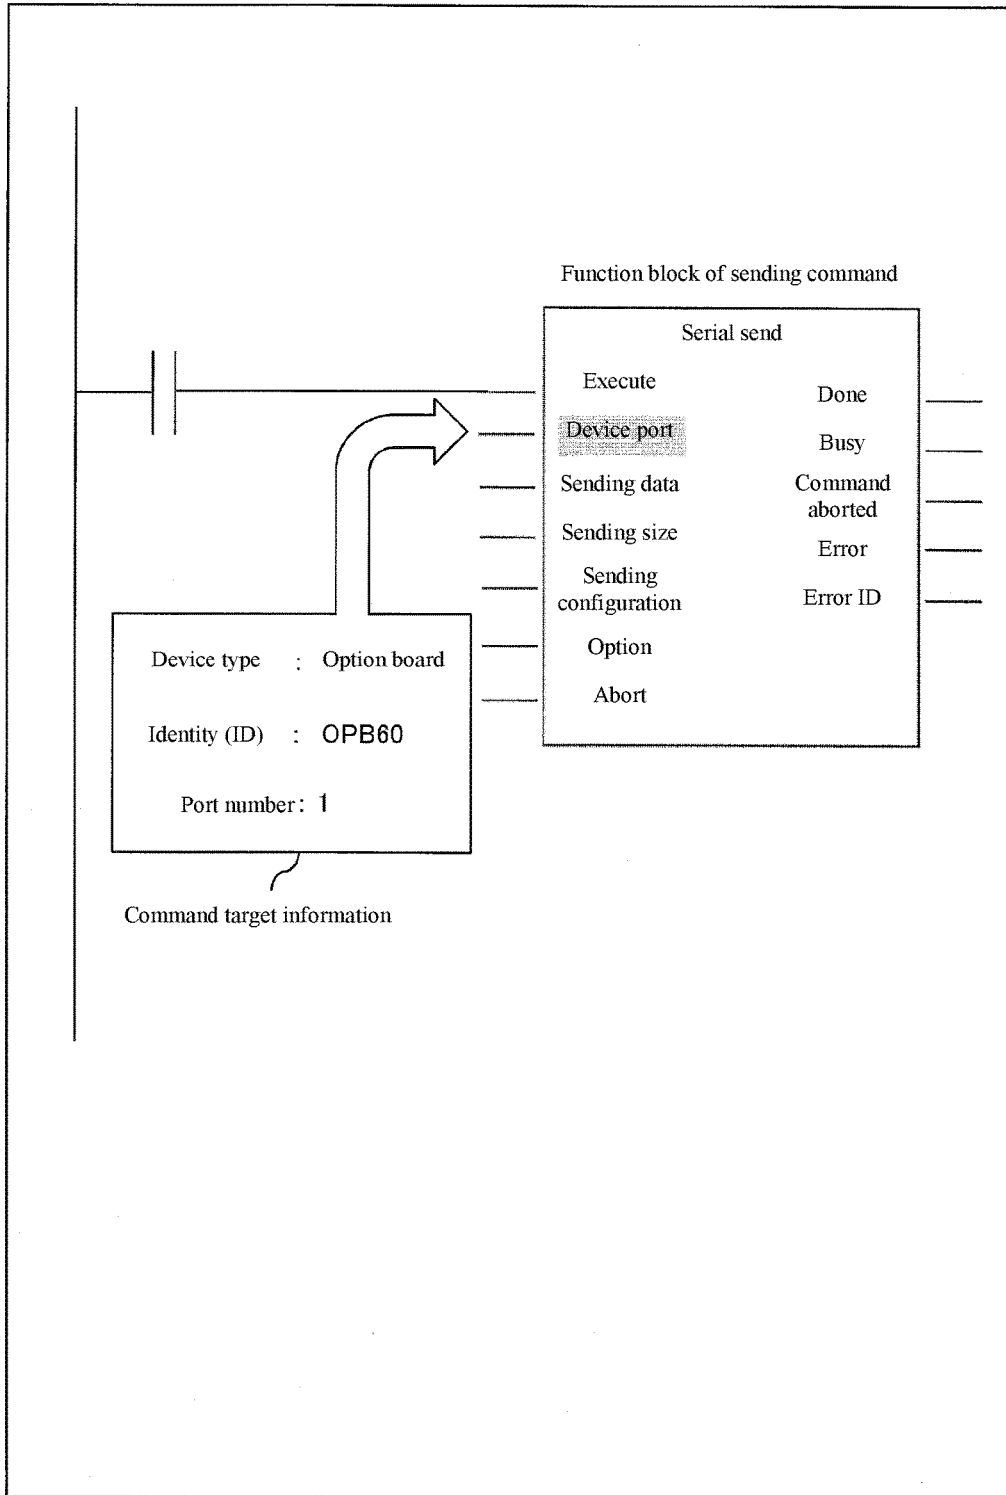 Function block of sending command
Serial send
Execute
Device port
Sending data
Sending size
Sending
configuration
Option
Abort
Done
Busy
Command
aborted
Error
Error ID
Device type : Option board
Identity (ID) : OPB60
Port number : 1
Command target information